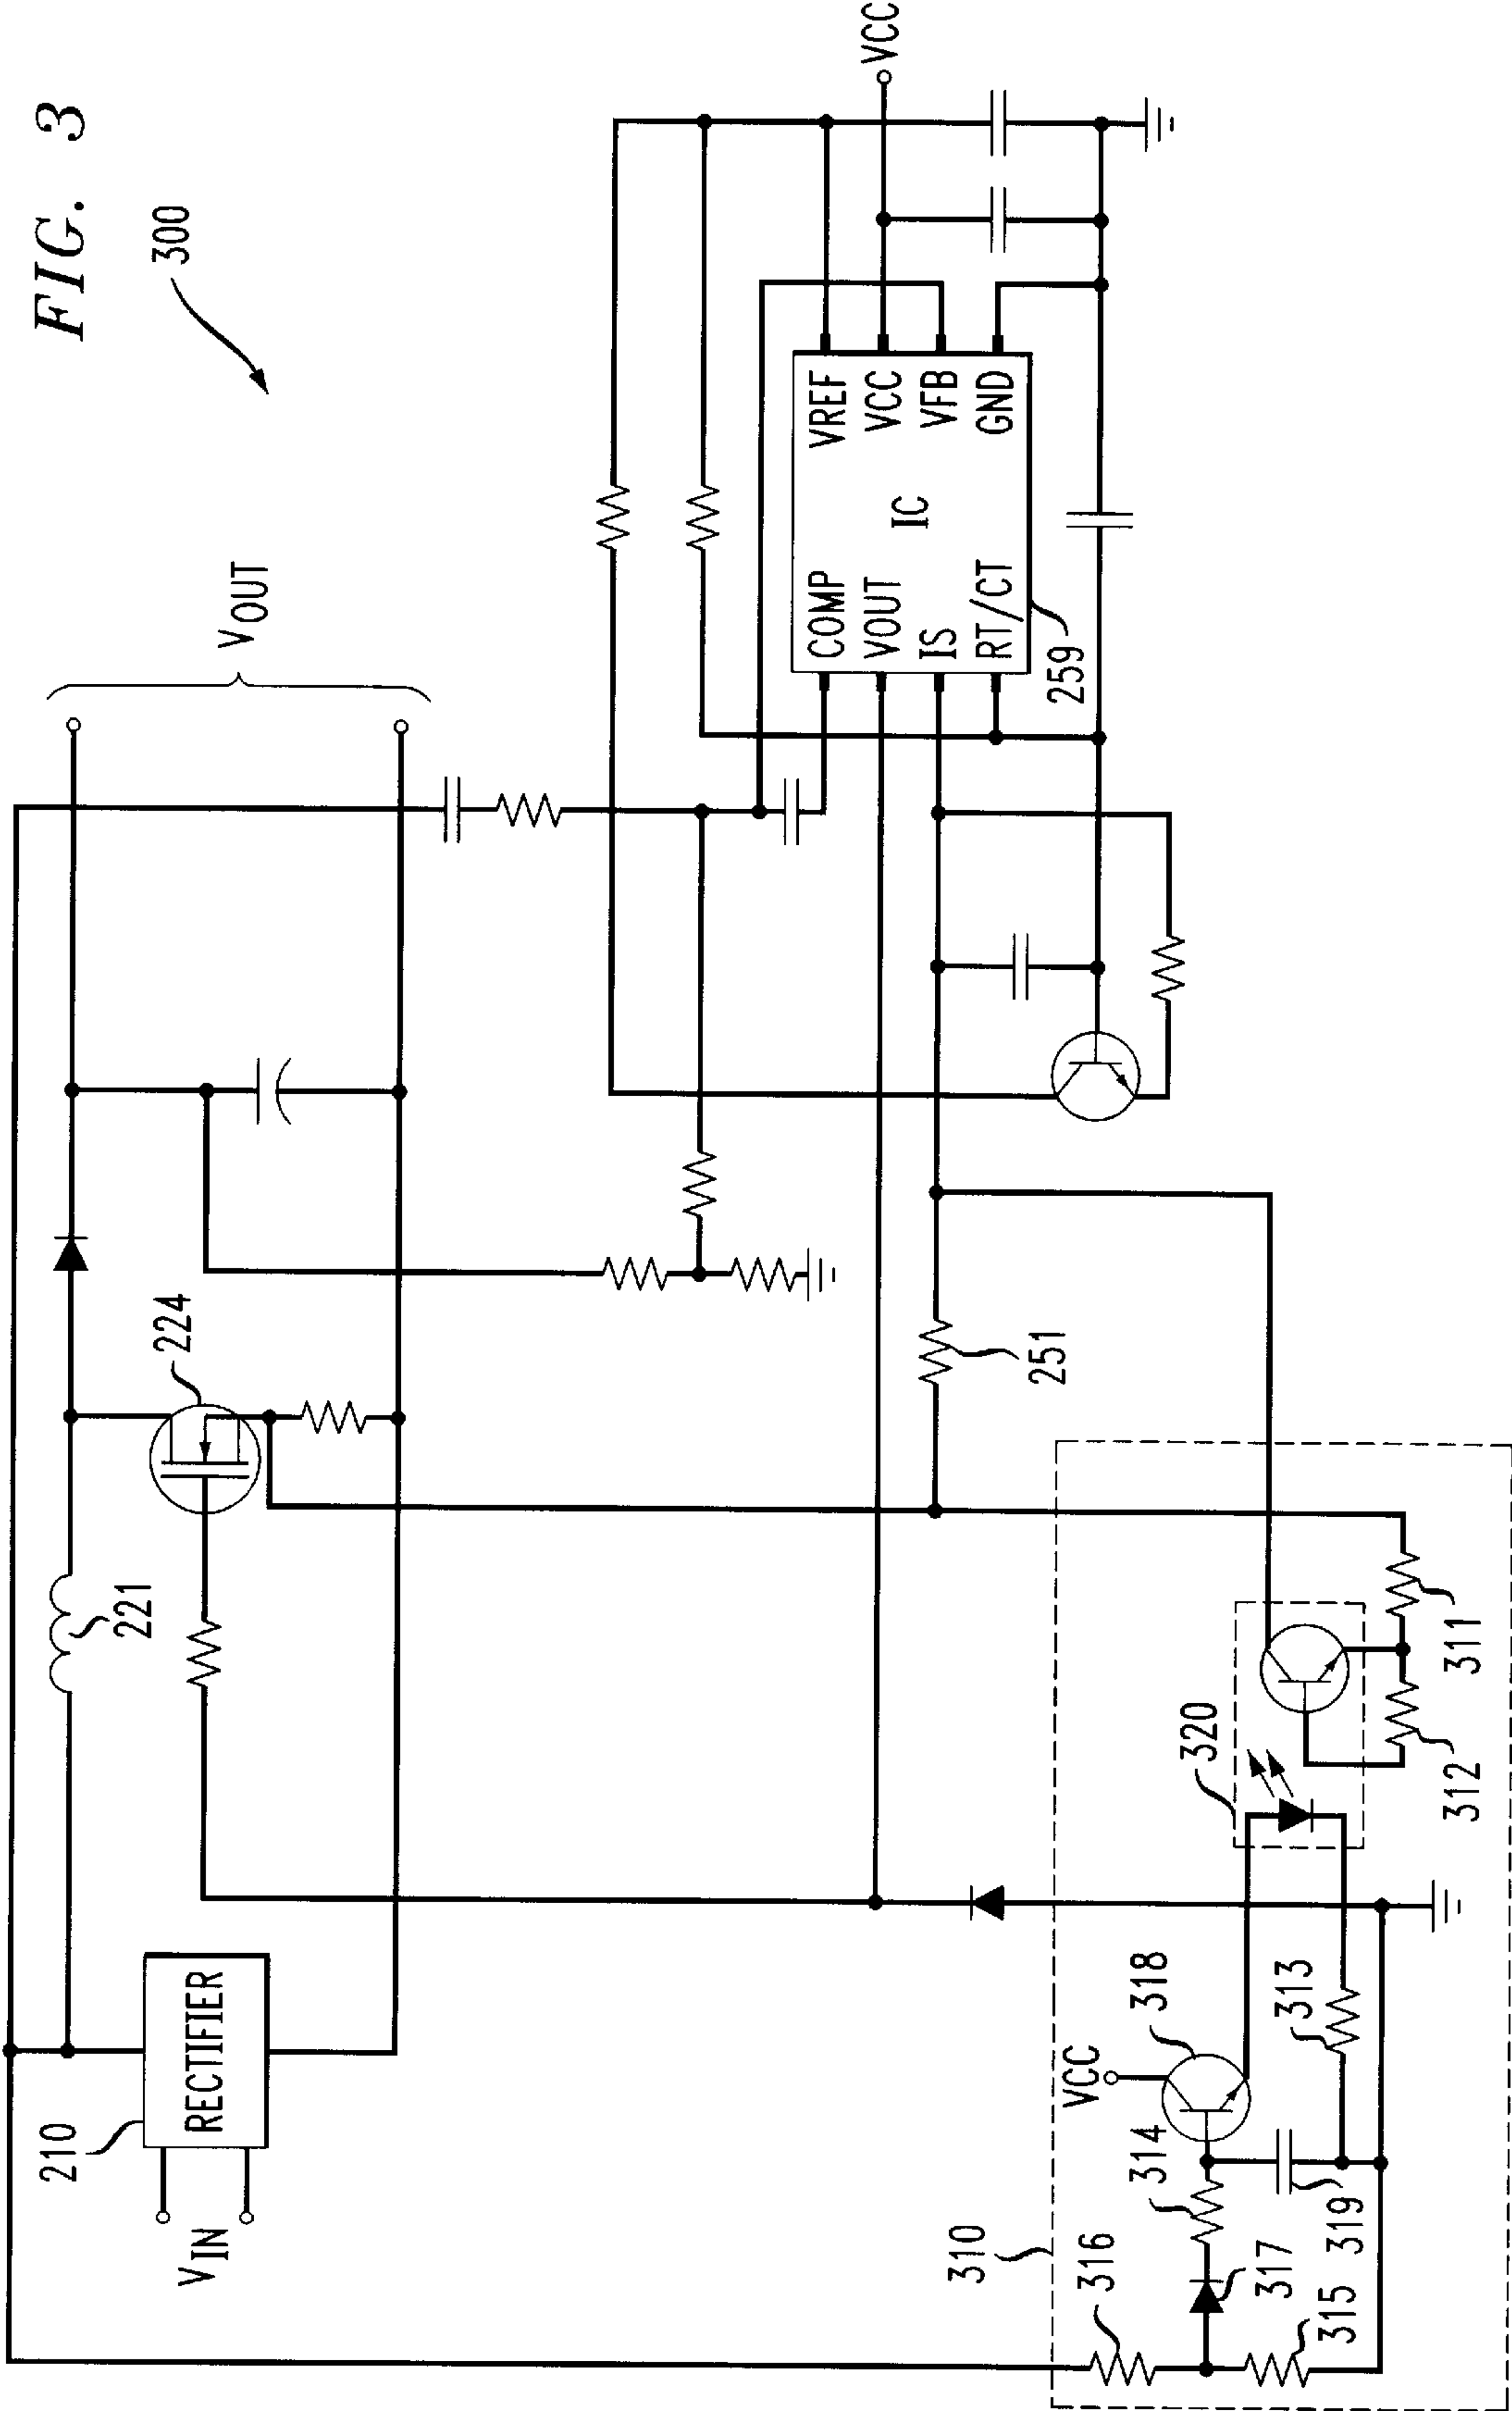 FIG. 3
300
VOUT
224
221
210
RECTIFIER
VIN
VCC
COMP
VOUT
IS
RT/CT
IC
VREF
VCC
VFB
GND
259
251
310
316
317
315
314
319
VCC
318
313
320
312
311